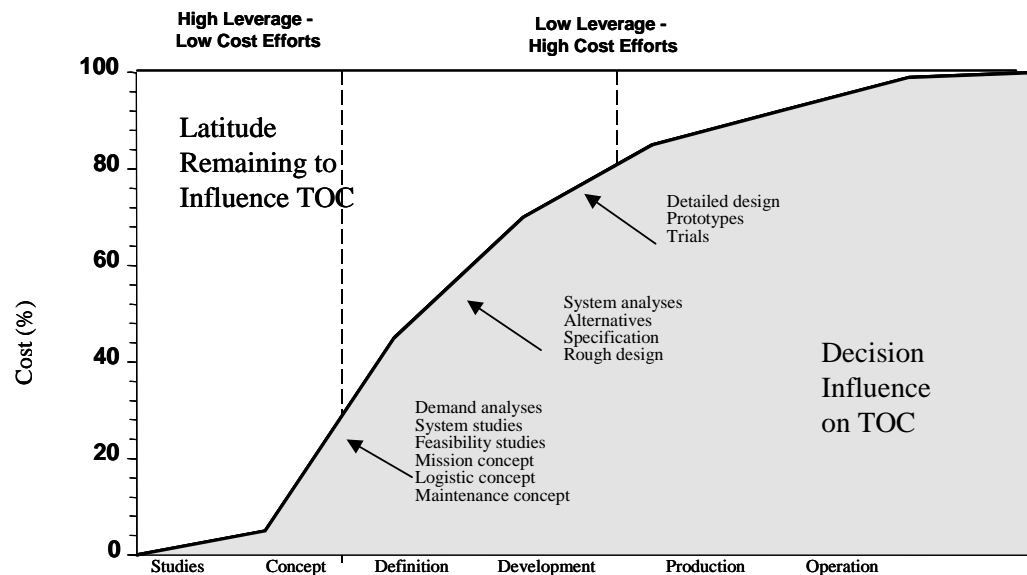 High Leverage -
Low Cost Efforts
Low Leverage -
High Cost Efforts
100
80
60
40
20
0
Cost (%)
Latitude
Remaining to
Influence TOC
Detailed design
Prototypes
Trials
System analyses
Alternatives
Specification
Rough design
Demand analyses
System studies
Feasibility studies
Mission concept
Logistic concept
Maintenance concept
Decision
Influence
on TOC
Studies
Concept
Definition
Development
Production
Operation